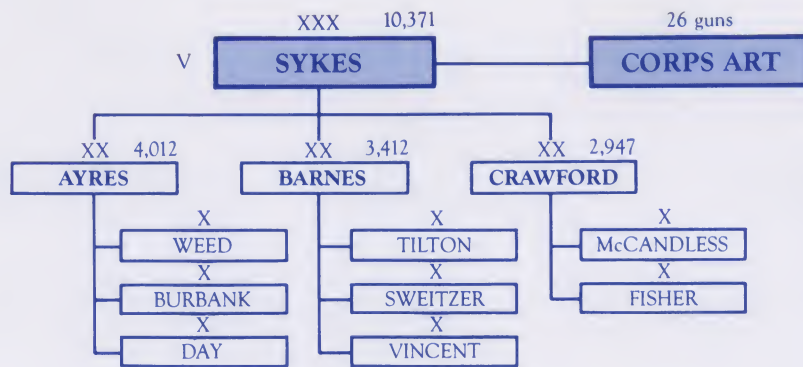 XXX 10,371
V SYKES
26 guns
CORPS ART
XX 4,012
AYRES
X
WEED
X
BURBANK
X
DAY
XX 3,412
BARNES
X
TILTON
X
SWEITZER
X
VINCENT
XX 2,947
CRAWFORD
X
McCANDLESS
X
FISHER